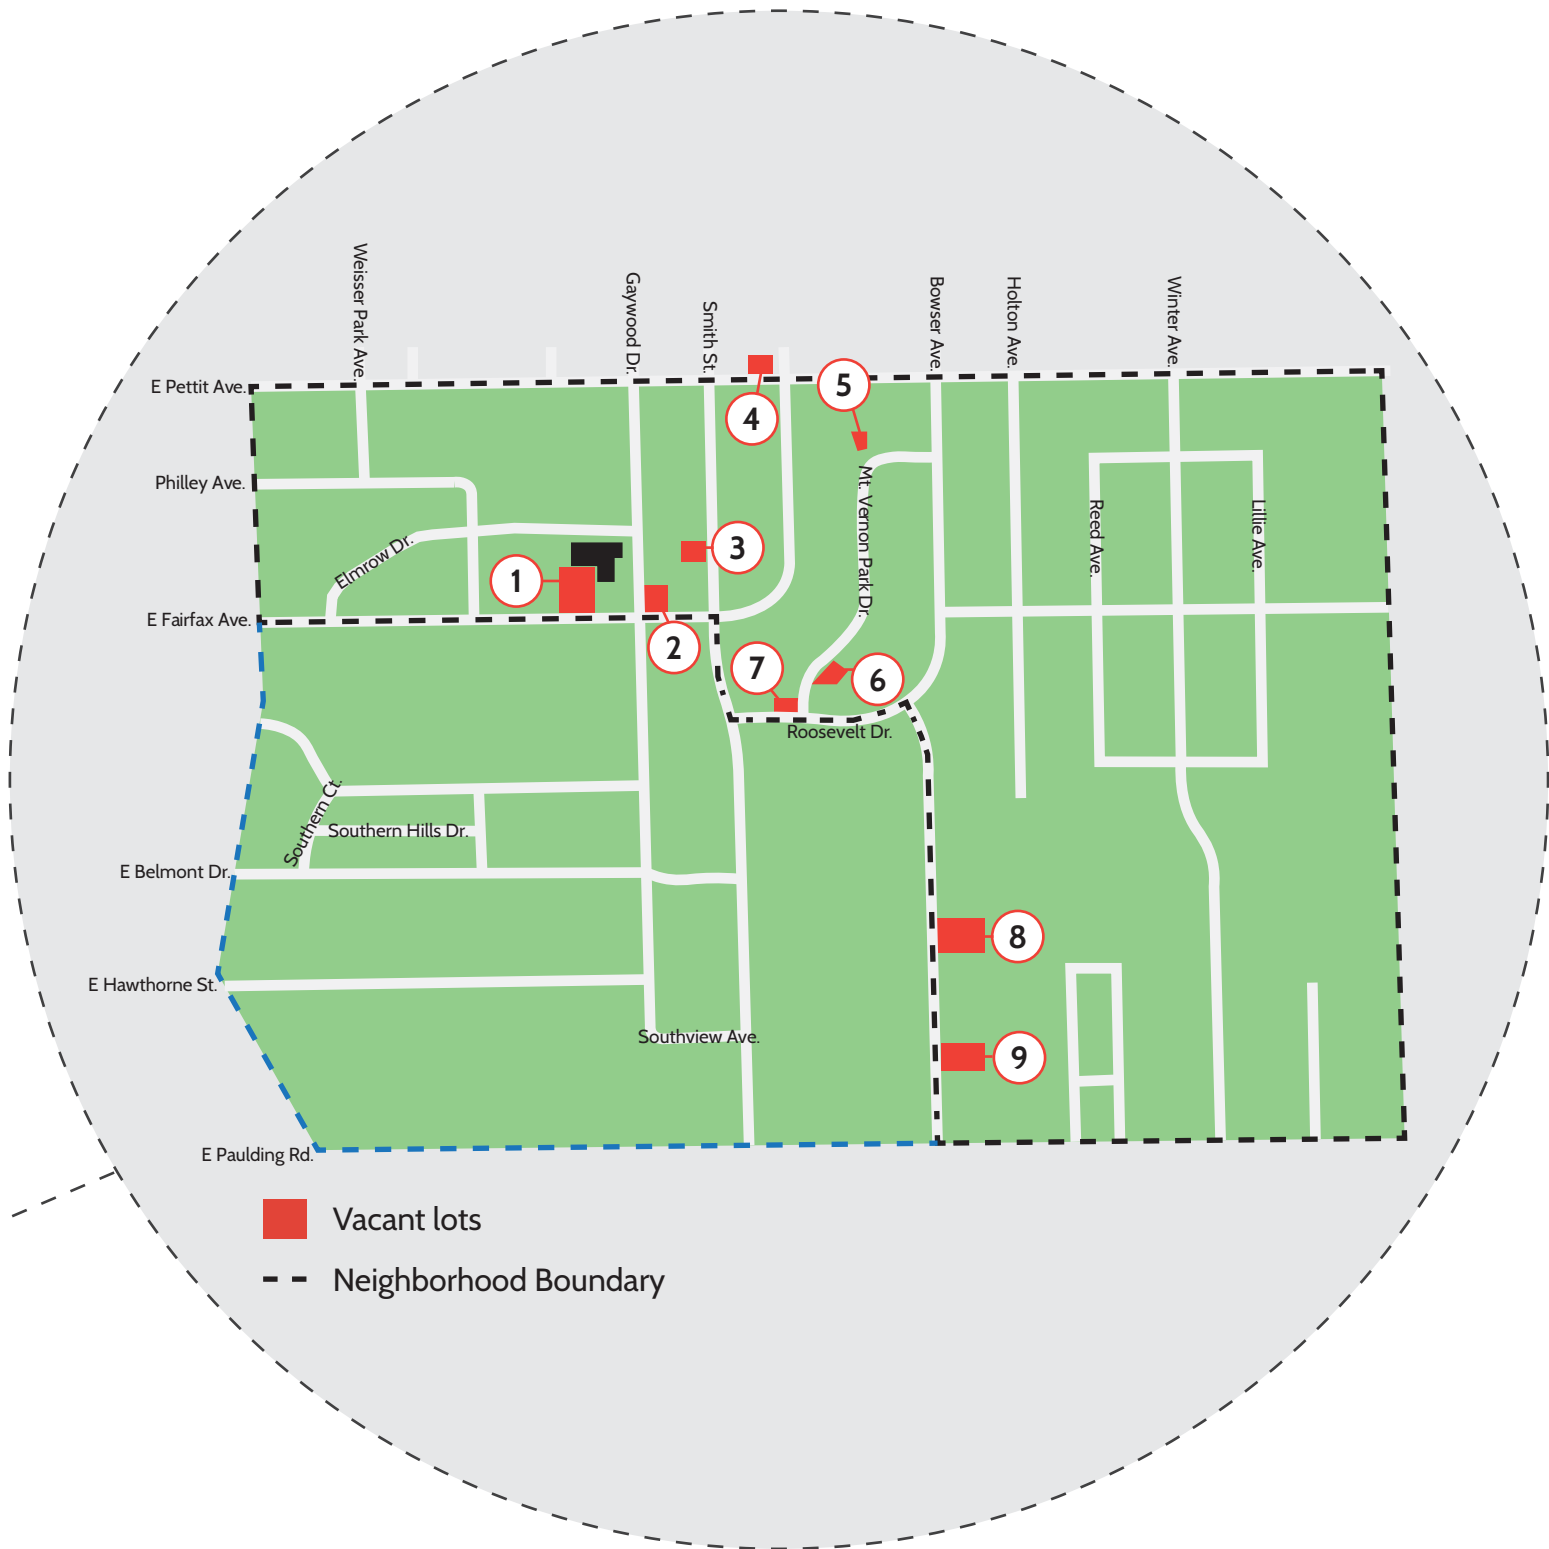 Weisser Park Ave.
Gaywood Dr.
Smith St.
Bowser Ave.
Holton Ave.
Winter Ave.
E Pettit Ave.
5
4
Philley Ave.
Mt. Vernon Park Dr.
Reed Ave.
Lillie Ave.
Elmrow Dr.
3
1
E Fairfax Ave.
2
7
6
Roosevelt Dr.
Southern Ct.
Southern Hills Dr.
E Belmont Dr.
8
E Hawthorne St.
Southview Ave.
9
E Paulding Rd.
Vacant lots
Neighborhood Boundary